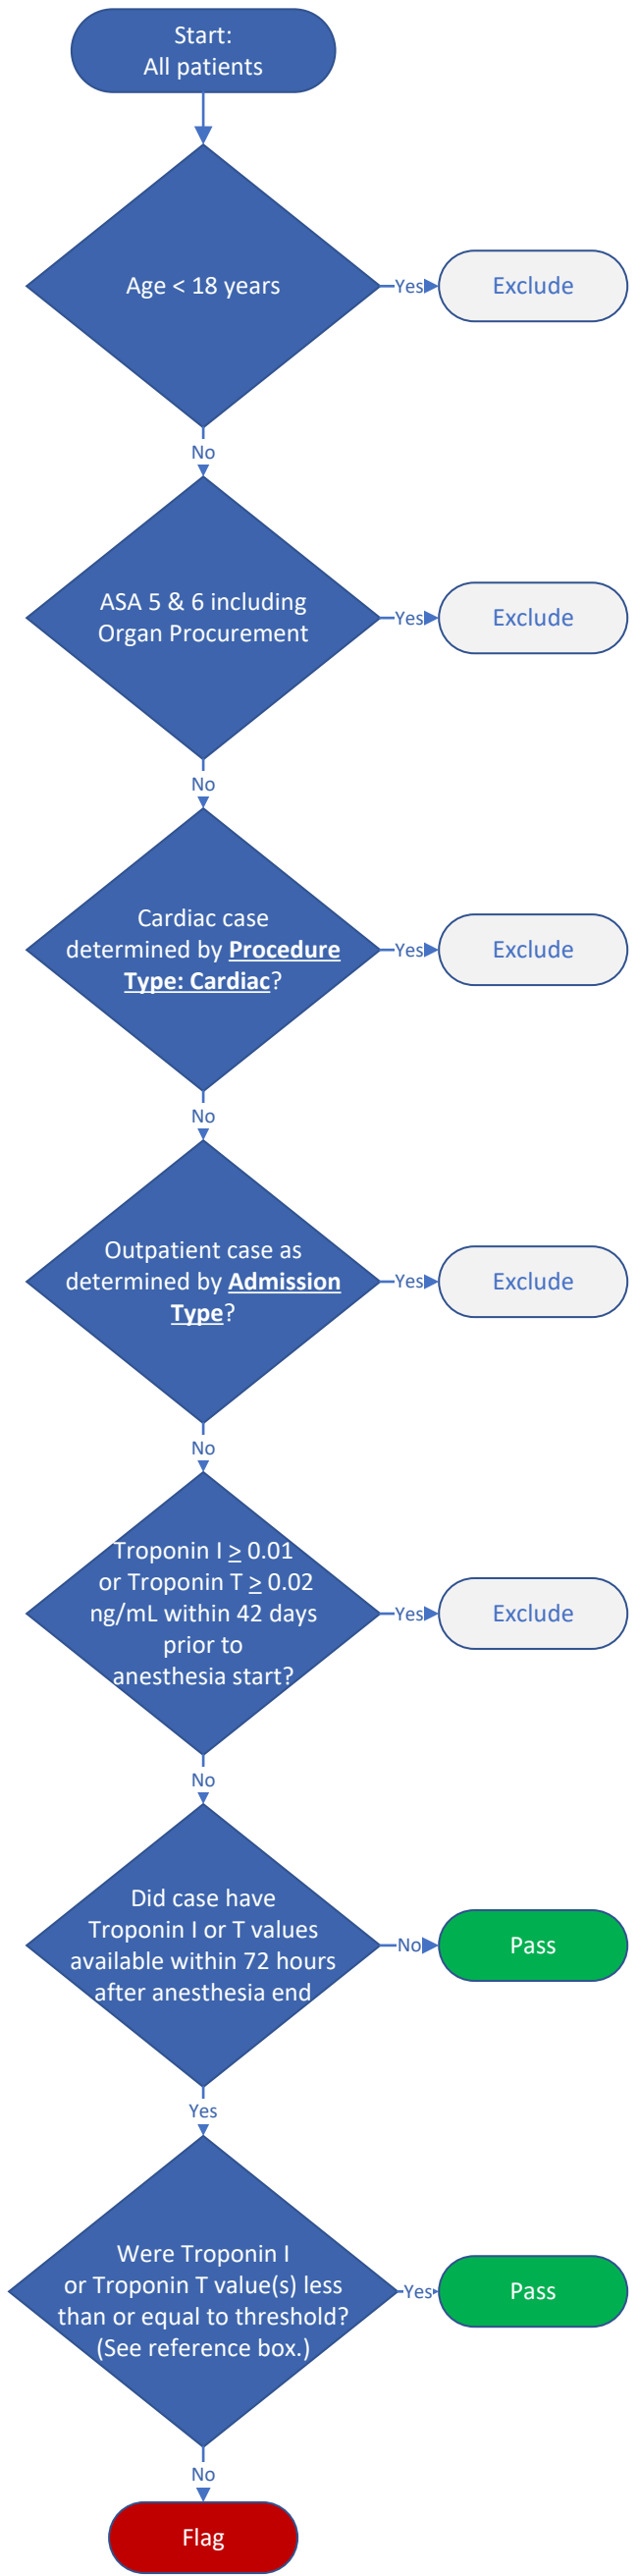 Start:
All patients
Age < 18 years
Yes
Exclude
No
ASA 5 & 6 including
Organ Procurement
Yes
Exclude
No
Cardiac case
determined by Procedure
Type: Cardiac?
Yes
Exclude
No
Outpatient case as
determined by Admission
Type?
Yes
Exclude
No
Troponin I ≥ 0.01
or Troponin T ≥ 0.02
ng/mL within 42 days
prior to
anesthesia start?
Yes
Exclude
No
Did case have
Troponin I or T values
available within 72 hours
after anesthesia end
No
Pass
Yes
Were Troponin I
or Troponin T value(s) less
than or equal to threshold?
(See reference box.)
Yes
Pass
No
Flag